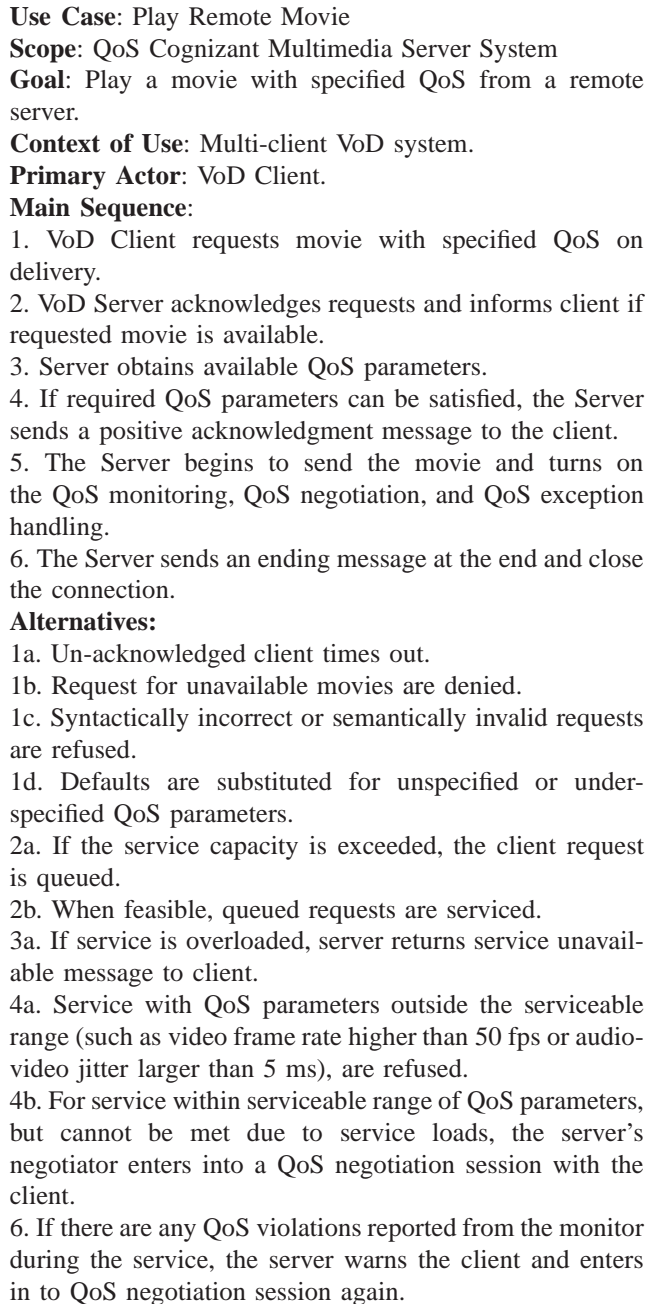 Use Case: Play Remote Movie
Scope: QoS Cognizant Multimedia Server System
Goal: Play a movie with specified QoS from a remote
server.
Context of Use: Multi-client VoD system.
Primary Actor: VoD Client.
Main Sequence:
1. VoD Client requests movie with specified QoS on
delivery.
2. VoD Server acknowledges requests and informs client if
requested movie is available.
3. Server obtains available QoS parameters.
4. If required QoS parameters can be satisfied, the Server
sends a positive acknowledgment message to the client.
5. The Server begins to send the movie and turns on
the QoS monitoring, QoS negotiation, and QoS exception
handling.
6. The Server sends an ending message at the end and close
the connection.
Alternatives:
1a. Un-acknowledged client times out.
1b. Request for unavailable movies are denied.
1c. Syntactically incorrect or semantically invalid requests
are refused.
1d. Defaults are substituted for unspecified or under-
specified QoS parameters.
2a. If the service capacity is exceeded, the client request
is queued.
2b. When feasible, queued requests are serviced.
3a. If service is overloaded, server returns service unavail-
able message to client.
4a. Service with QoS parameters outside the serviceable
range (such as video frame rate higher than 50 fps or audio-
video jitter larger than 5 ms), are refused.
4b. For service within serviceable range of QoS parameters,
but cannot be met due to service loads, the server's
negotiator enters into a QoS negotiation session with the
client.
6. If there are any QoS violations reported from the monitor
during the service, the server warns the client and enters
in to QoS negotiation session again.